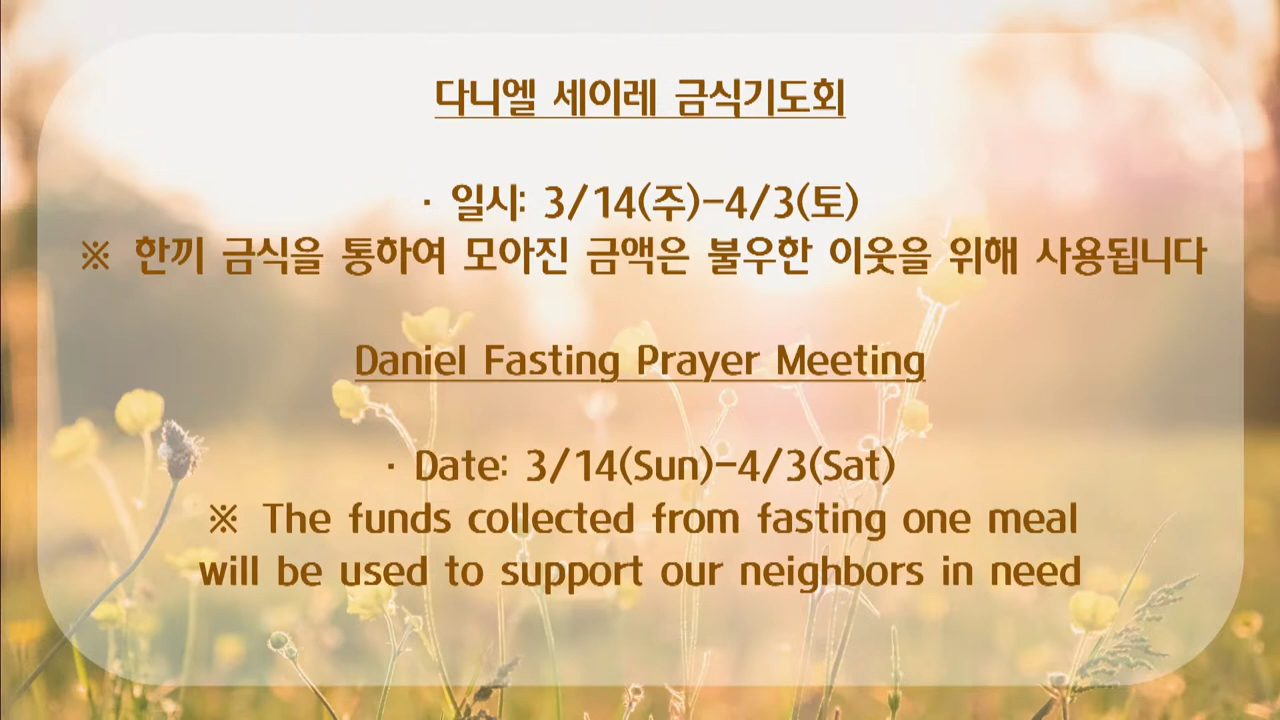 다니엘 세이레 금식기도회
· 일시: 3/14(주)-4/3(토)
※ 한끼 금식을 통하여 모아진 금액은 불우한 이웃을 위해 사용됩니다
Daniel Fasting Prayer Meeting
· Date: 3/14(Sun)-4/3(Sat)
※ The funds collected from fasting one meal
will be used to support our neighbors in need